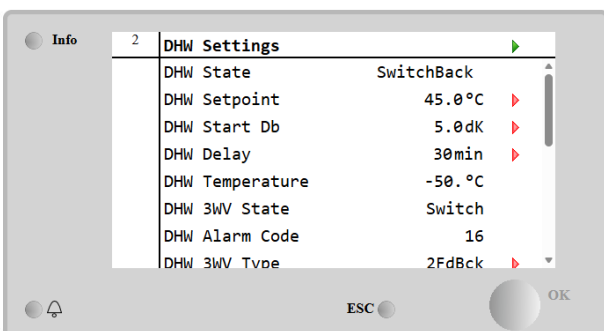 Info
2 DHW Settings
DHW State SwitchBack
DHW Setpoint 45.0°C
DHW Start Db 5.0dK
DHW Delay 30min
DHW Temperature -50.°C
DHW 3WV State Switch
DHW Alarm Code 16
DHW 3WV Type 2FdBck
ESC
OK